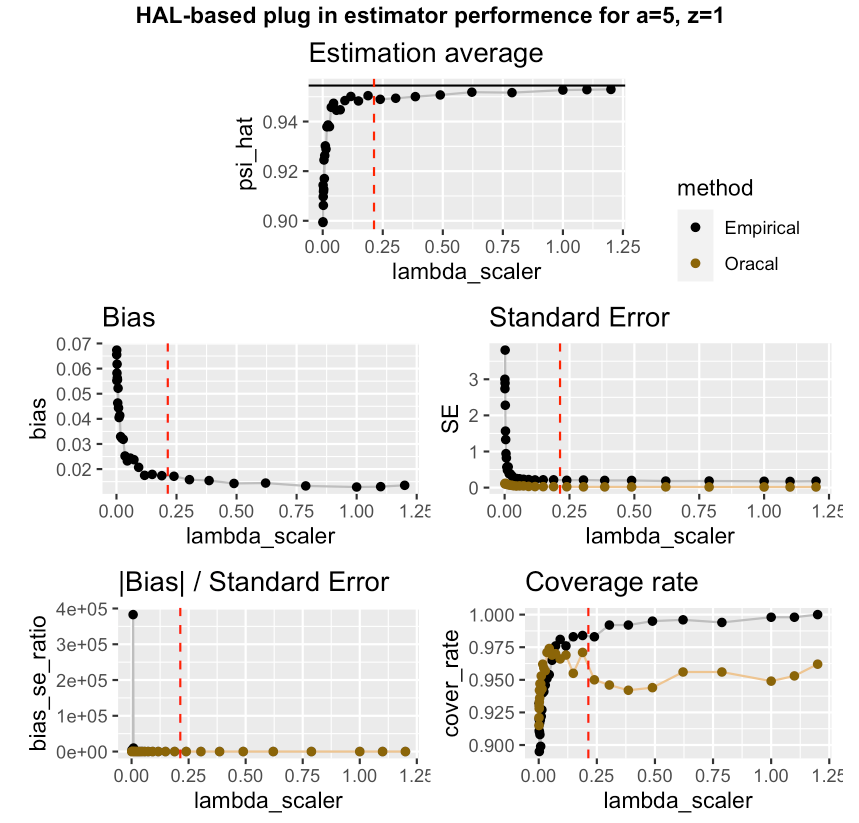 HAL-based plug in estimator performence for a=5, z=1
Estimation average
psi_hat
0.94
0.92
0.90
0.00 0.25 0.50 0.75 1.00 1.25
lambda_scaler
method
Empirical
Oracal
Bias
bias
0.07
0.06
0.05
0.04
0.03
0.02
0.00 0.25 0.50 0.75 1.00 1.25
lambda_scaler
Standard Error
SE
3
2
1
0
0.00 0.25 0.50 0.75 1.00 1.25
lambda_scaler
|Bias| / Standard Error
bias_se_ratio
4e+05
3e+05
2e+05
1e+05
0e+00
0.00 0.25 0.50 0.75 1.00 1.25
lambda_scaler
Coverage rate
cover_rate
1.000
0.975
0.950
0.925
0.900
0.00 0.25 0.50 0.75 1.00 1.25
lambda_scaler